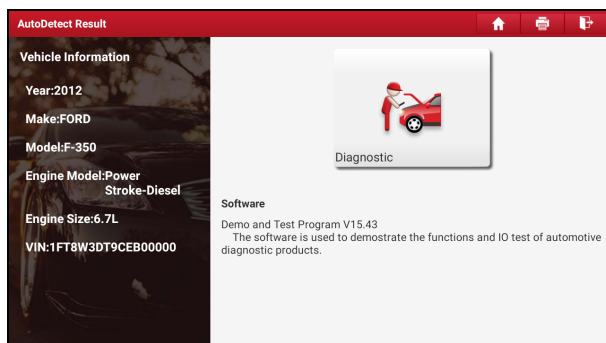 AutoDetect Result
Vehicle Information
Year:2012
Make:FORD
Model:F-350
Engine Model:Power
Stroke-Diesel
Engine Size:6.7L
VIN:1FT8W3DT9CEB00000
Diagnostic
Software
Demo and Test Program V15.43
The software is used to demostrate the functions and IO test of automotive
diagnostic products.